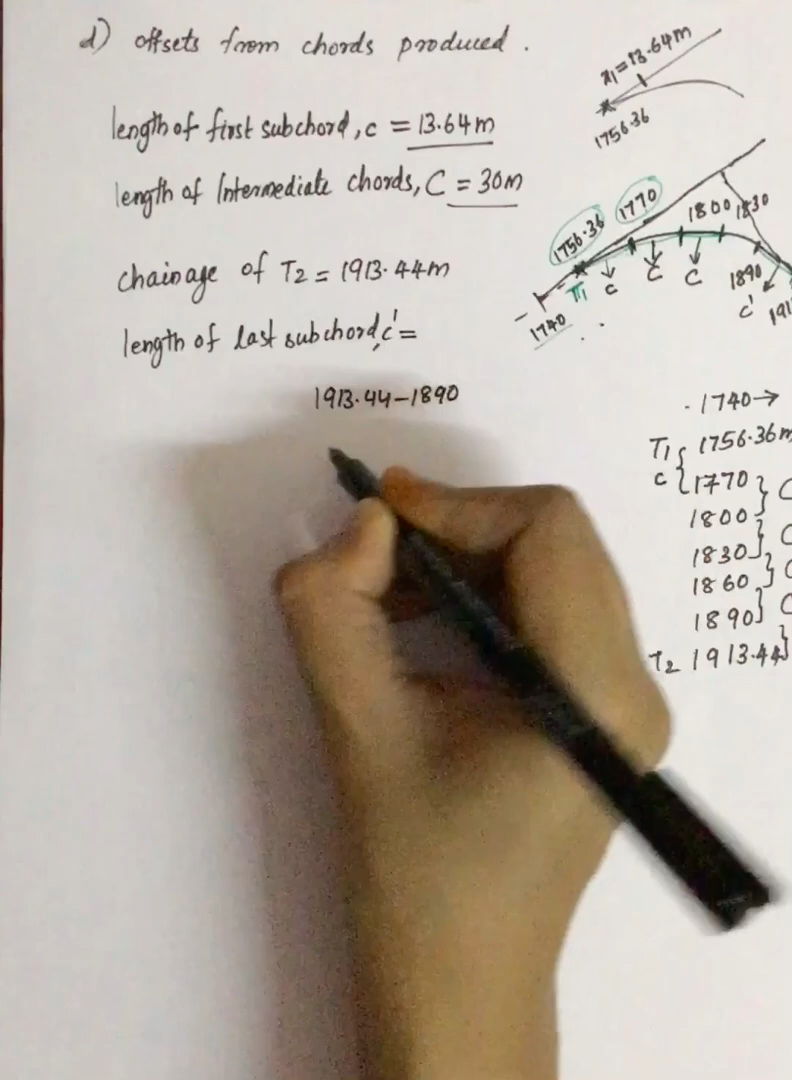 d) offsets from chords produced.
length of first subchord, c = 13.64m
length of Intermediate chords, C = 30m
chainage of T2 = 1913.44m
length of last subchord, c' =
1913.44-1890
x1 = 13.64m
1756.36
1756.36
1770
1800
1830
T1
c
C
C
1890
c'
1740
191
1740→
T1 1756.36m
c 1770
1800
1830
1860
1890
T2 1913.44